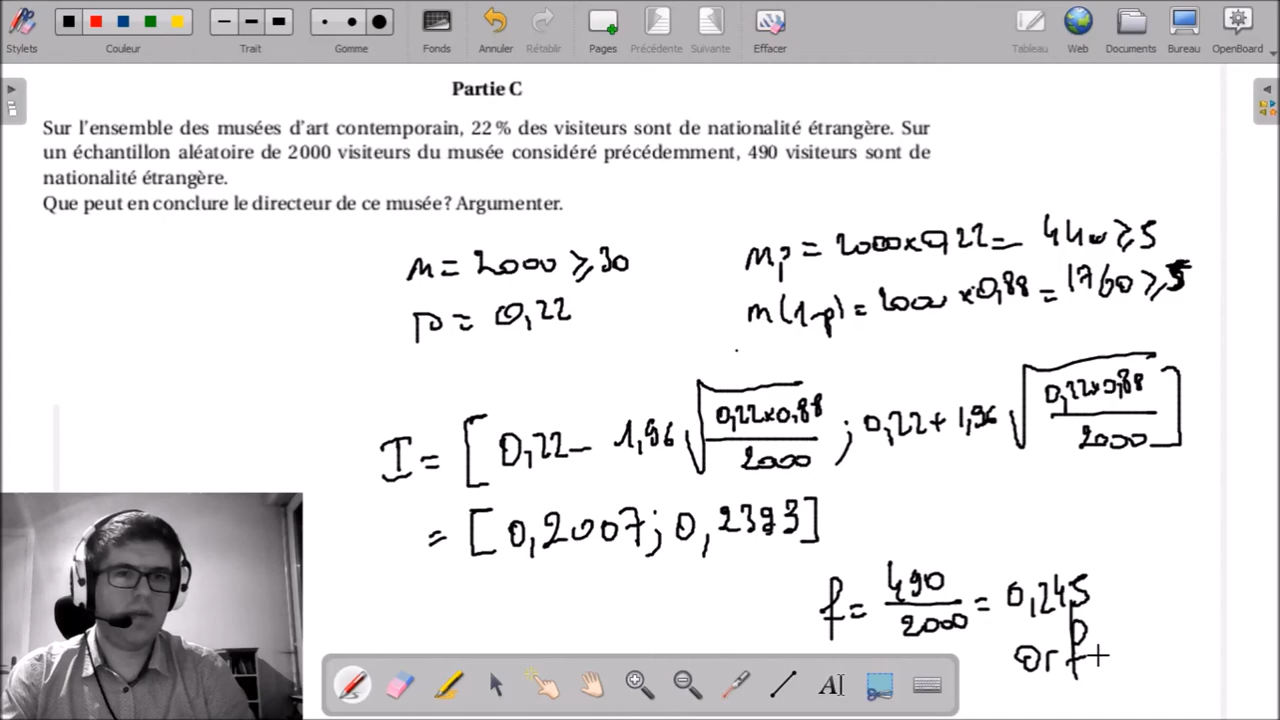 Stylets
Couleur
Trait
Gomme
Fonds
Annuler
Rétablir
Pages
Précédente
Suivante
Effacer
Tableau
Web
Documents
Bureau
OpenBoard
Partie C
Sur l'ensemble des musées d'art contemporain, 22 % des visiteurs sont de nationalité étrangère. Sur
un échantillon aléatoire de 2000 visiteurs du musée considéré précédemment, 490 visiteurs sont de
nationalité étrangère.
Que peut en conclure le directeur de ce musée? Argumenter.
n = 2000 ⩾ 30
p = 0,22
np = 2000 × 0,22 = 440 ⩾ 5
n(1-p) = 2000 × 0,88 = 1760 ⩾ 5
I = [0,22 - 1,96 √(0,22×0,88 / 2000) ; 0,22 + 1,96 √(0,22×0,88 / 2000)]
= [0,2007 ; 0,2393]
f = 490/2000 = 0,245
or f
AI